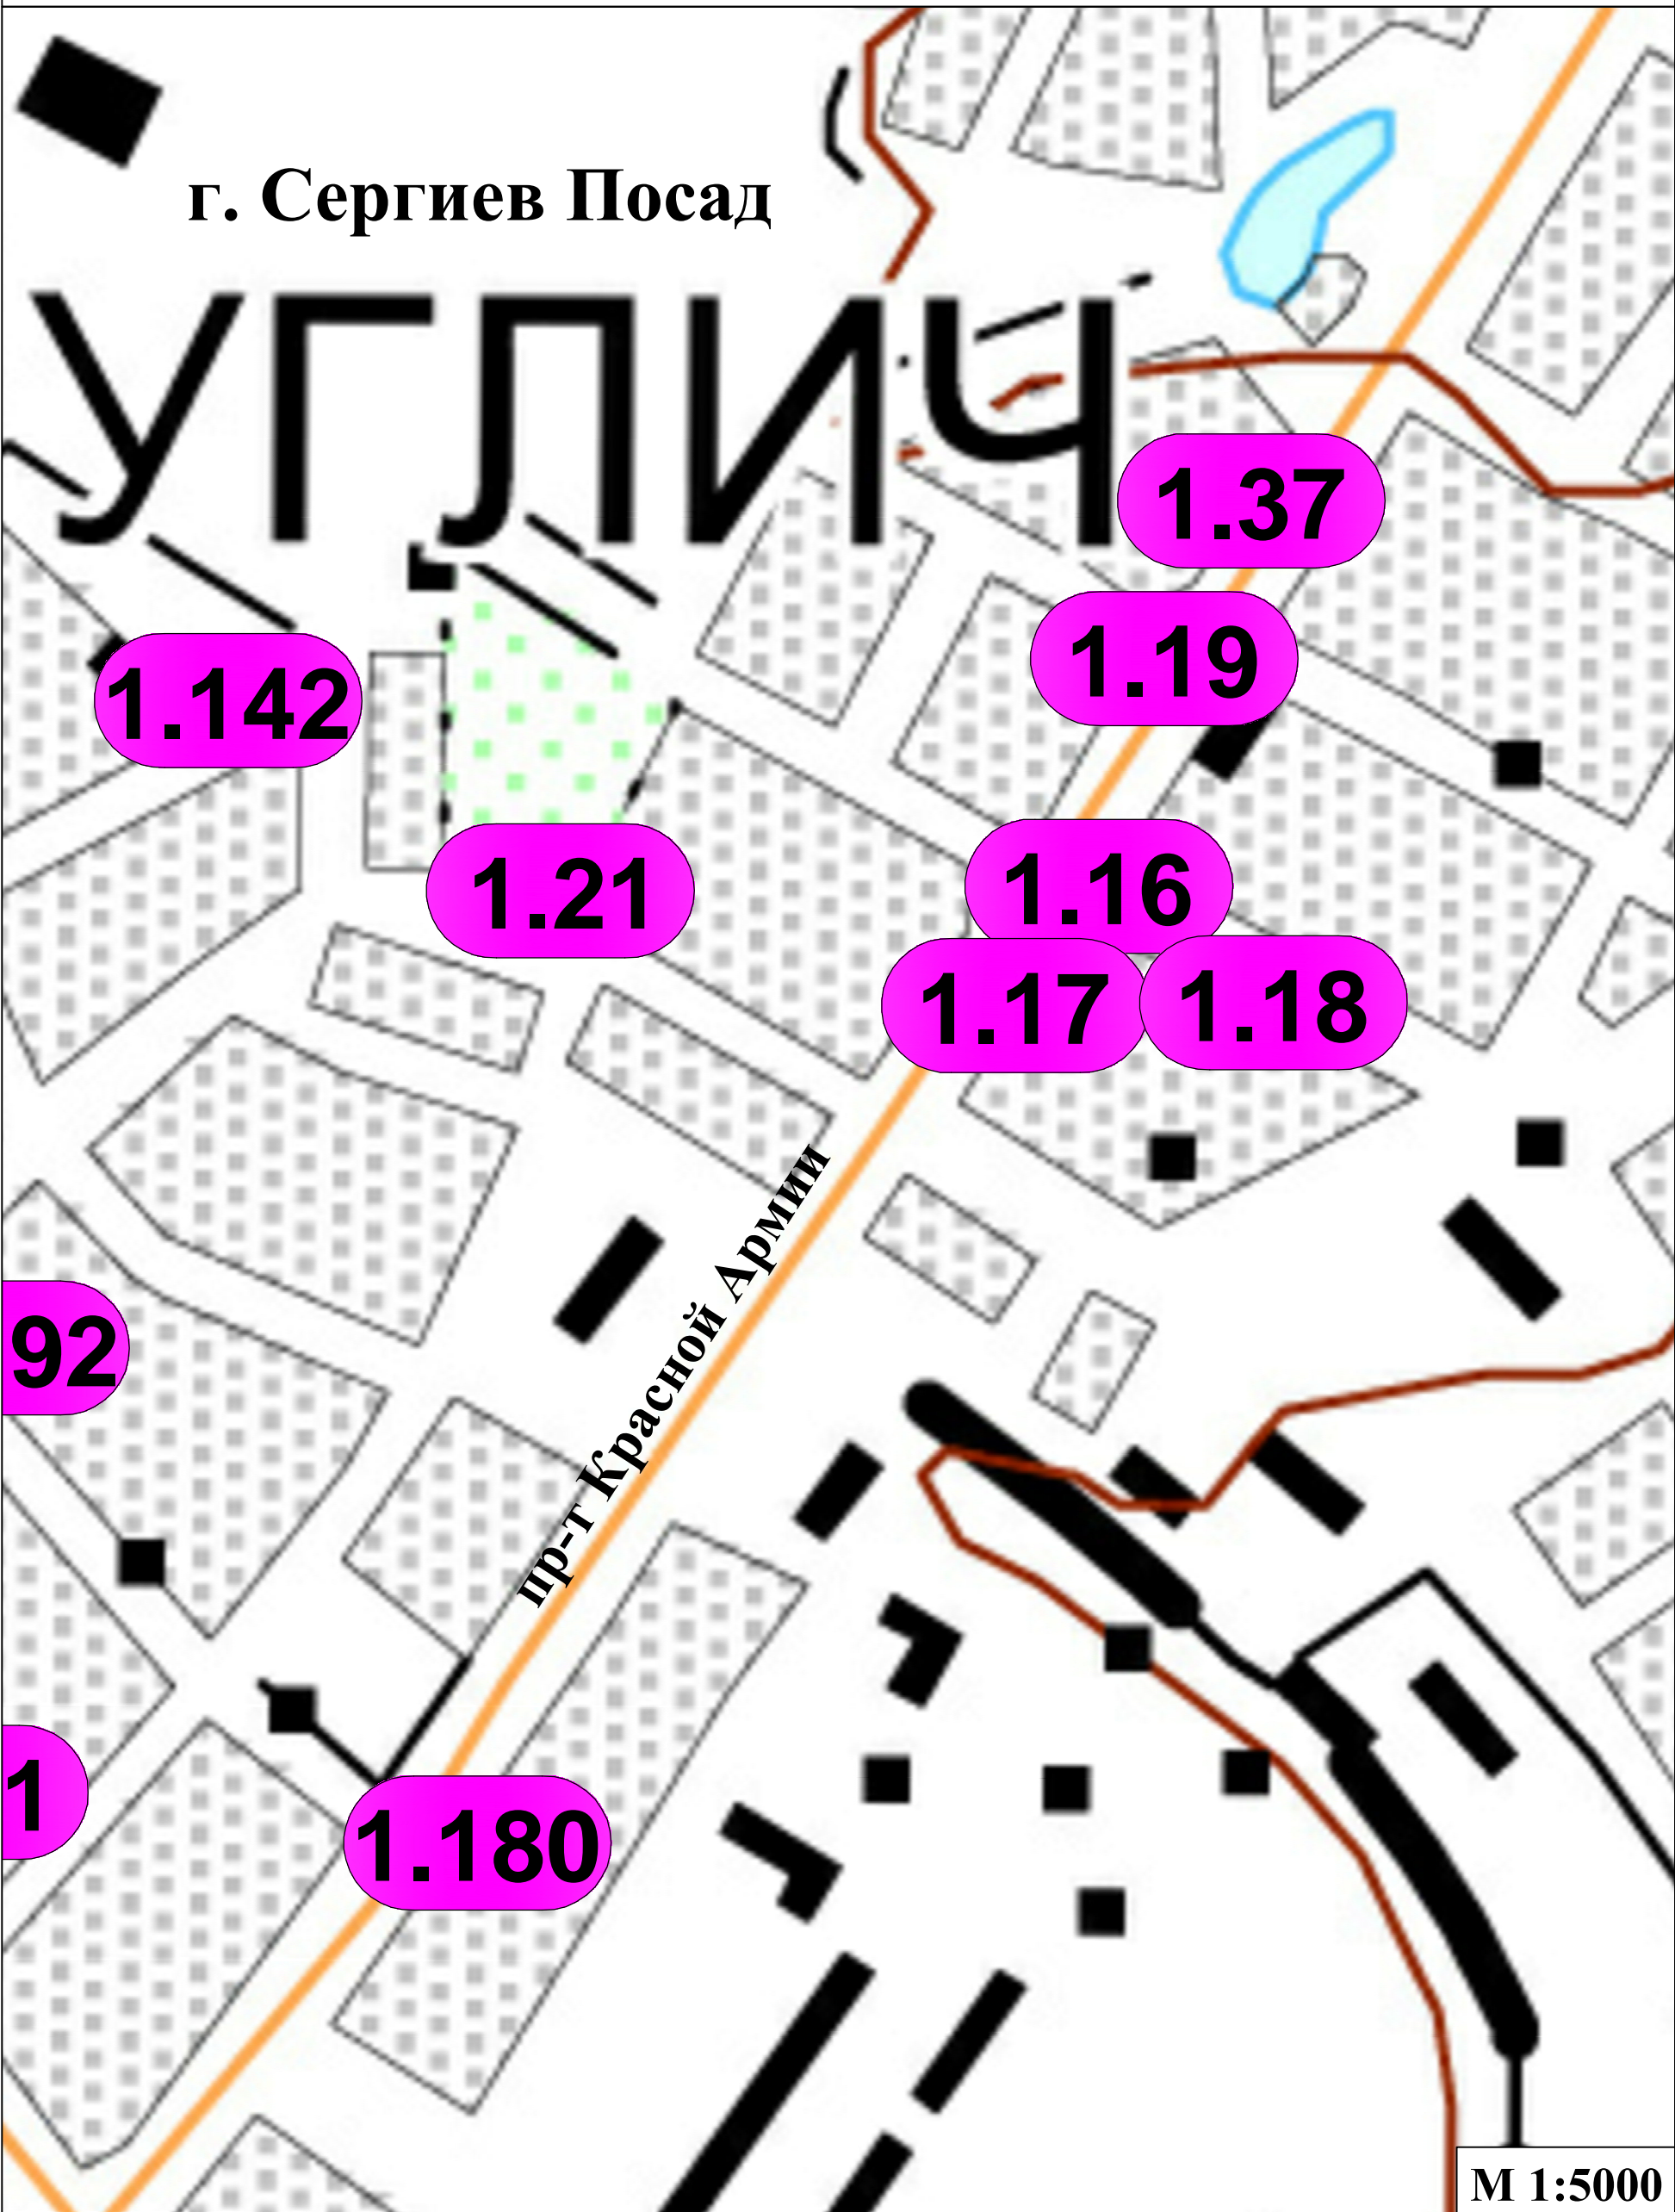 г. Сергиев Посад
УГЛИЧ
1.37
1.19
1.142
1.21
1.16
1.17
1.18
пр-т Красной Армии
92
1
1.180
М 1:5000